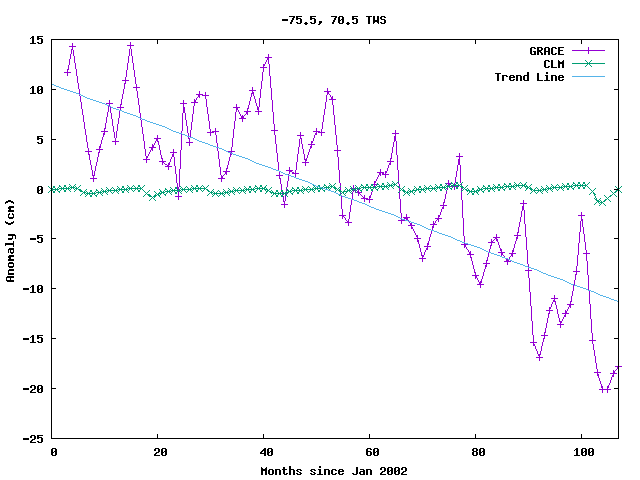 -75.5, 70.5 TWS
GRACE
CLM
Trend Line
15
10
5
0
-5
-10
-15
-20
-25
Anomaly (cm)
0 20 40 60 80 100
Months since Jan 2002